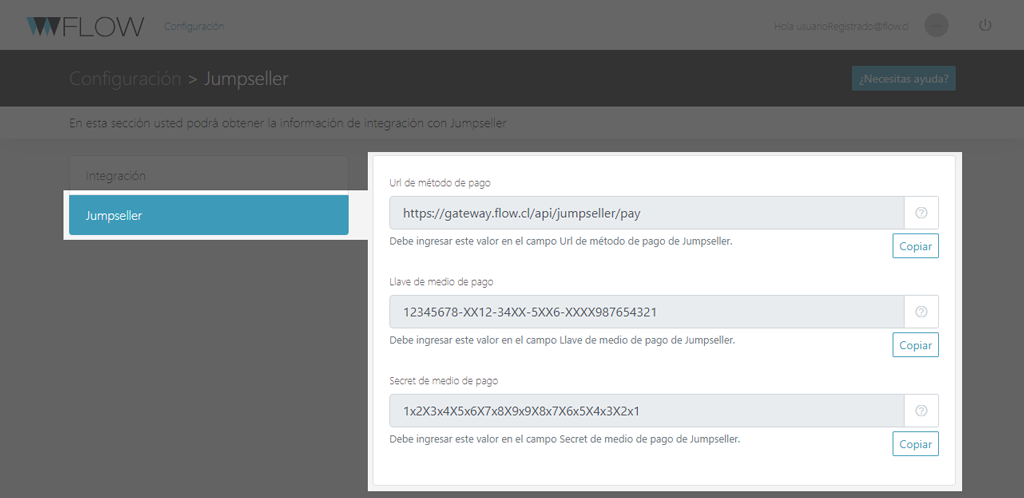 FLOW
Configuración
Hola usuarioRegistrado@flow.cl
Configuración > Jumpseller
¿Necesitas ayuda?
En esta sección usted podrá obtener la información de integración con Jumpseller
Integración
Jumpseller
Url de método de pago
https://gateway.flow.cl/api/jumpseller/pay
Debe ingresar este valor en el campo Url de método de pago de Jumpseller.
Copiar
Llave de medio de pago
12345678-XX12-34XX-5XX6-XXXX987654321
Debe ingresar este valor en el campo Llave de medio de pago de Jumpseller.
Copiar
Secret de medio de pago
1x2X3x4X5x6X7x8X9x9X8x7X6x5X4x3X2x1
Debe ingresar este valor en el campo Secret de medio de pago de Jumpseller.
Copiar